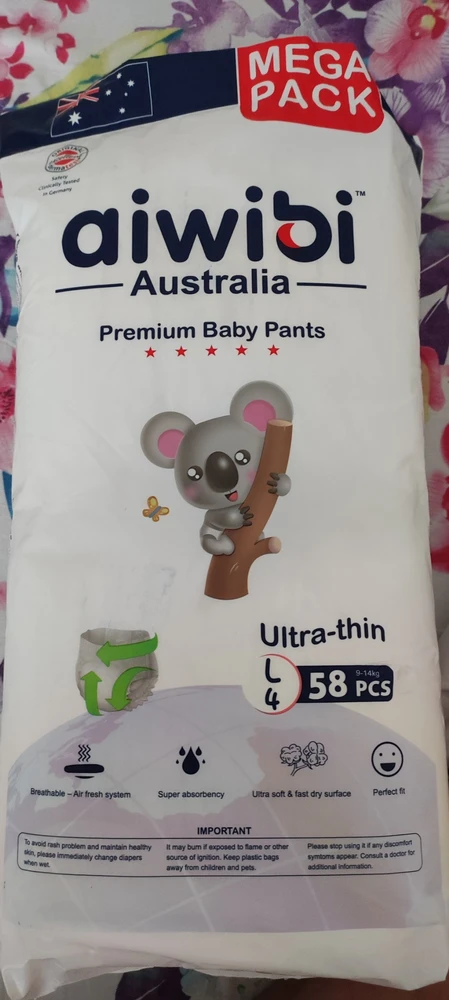 MEGA
PACK
Safety
Clinically Tested
in Germany
aiwibi™
Australia
Premium Baby Pants
Ultra-thin
L
4
9-14kg
58 PCS
Breathable – Air fresh system
Super absorbency
Ultra soft & fast dry surface
Perfect fit
IMPORTANT
To avoid rash problem and maintain healthy
skin, please immediately change diapers
when wet.
It may burn if exposed to flame or other
source of ignition. Keep plastic bags
away from children and pets.
Please stop using it if any discomfort
symtoms appear. Consult a doctor for
additional information.